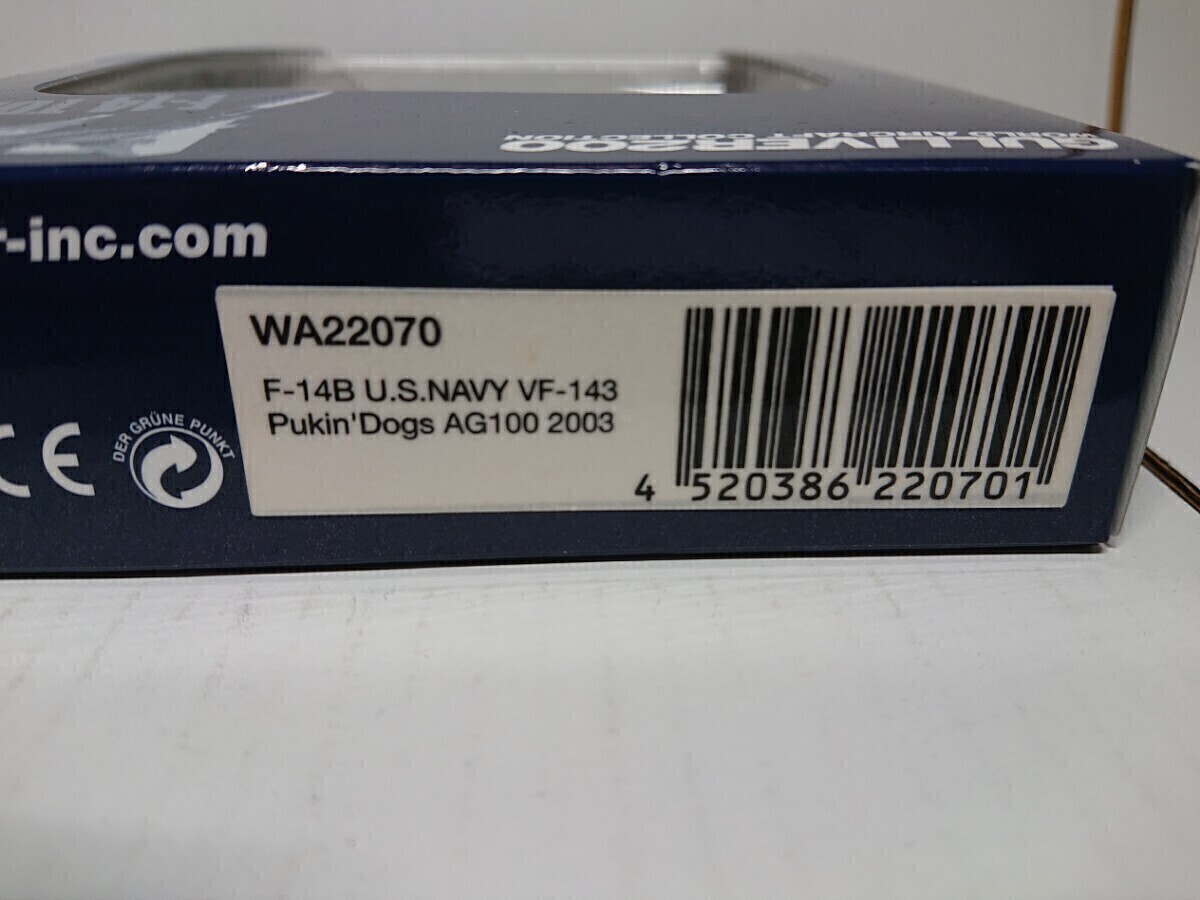 GULLIVER200
WORLD AIRCRAFT COLLECTION
F-14
r-inc.com
WA22070
F-14B U.S.NAVY VF-143
Pukin'Dogs AG100 2003
4 520386 220701
CE
DER GRÜNE PUNKT